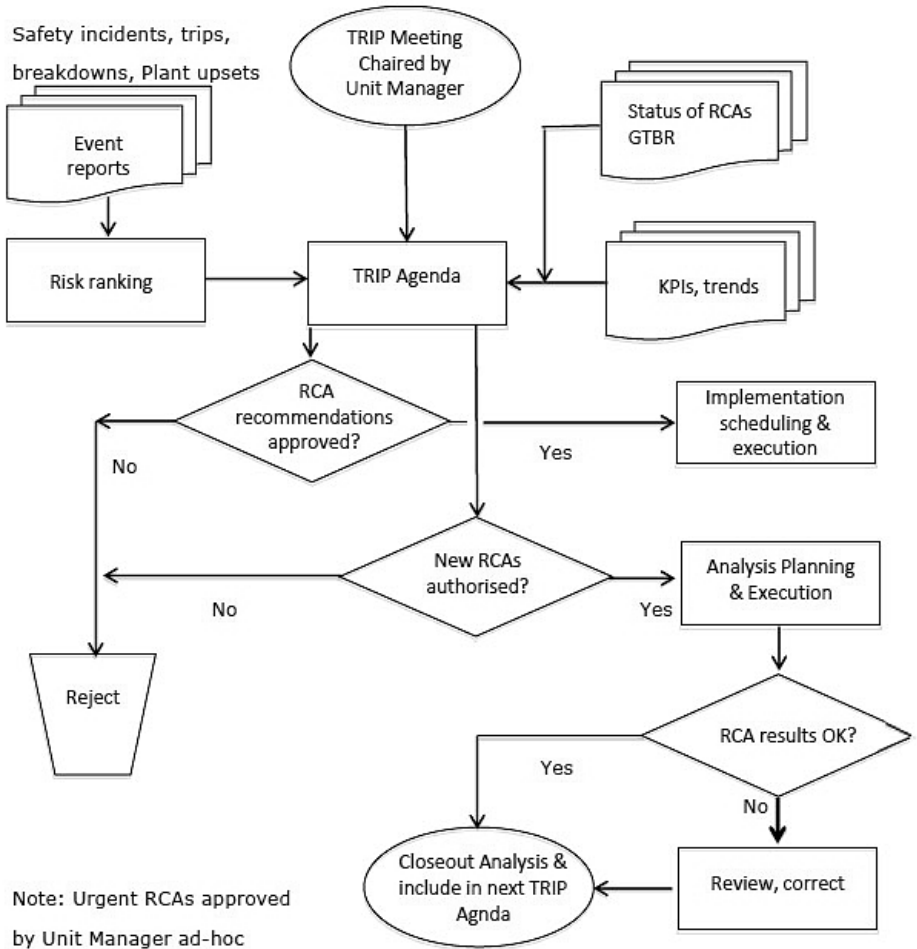 Safety incidents, trips,
breakdowns, Plant upsets
TRIP Meeting
Chaired by
Unit Manager
Event
reports
Status of RCAs
GTBR
Risk ranking
TRIP Agenda
KPIs, trends
RCA
recommendations
approved?
Implementation
scheduling &
execution
No
Yes
New RCAs
authorised?
Analysis Planning
& Execution
No
Yes
Reject
RCA results OK?
Yes
No
Closeout Analysis &
include in next TRIP
Agnda
Review, correct
Note: Urgent RCAs approved
by Unit Manager ad-hoc